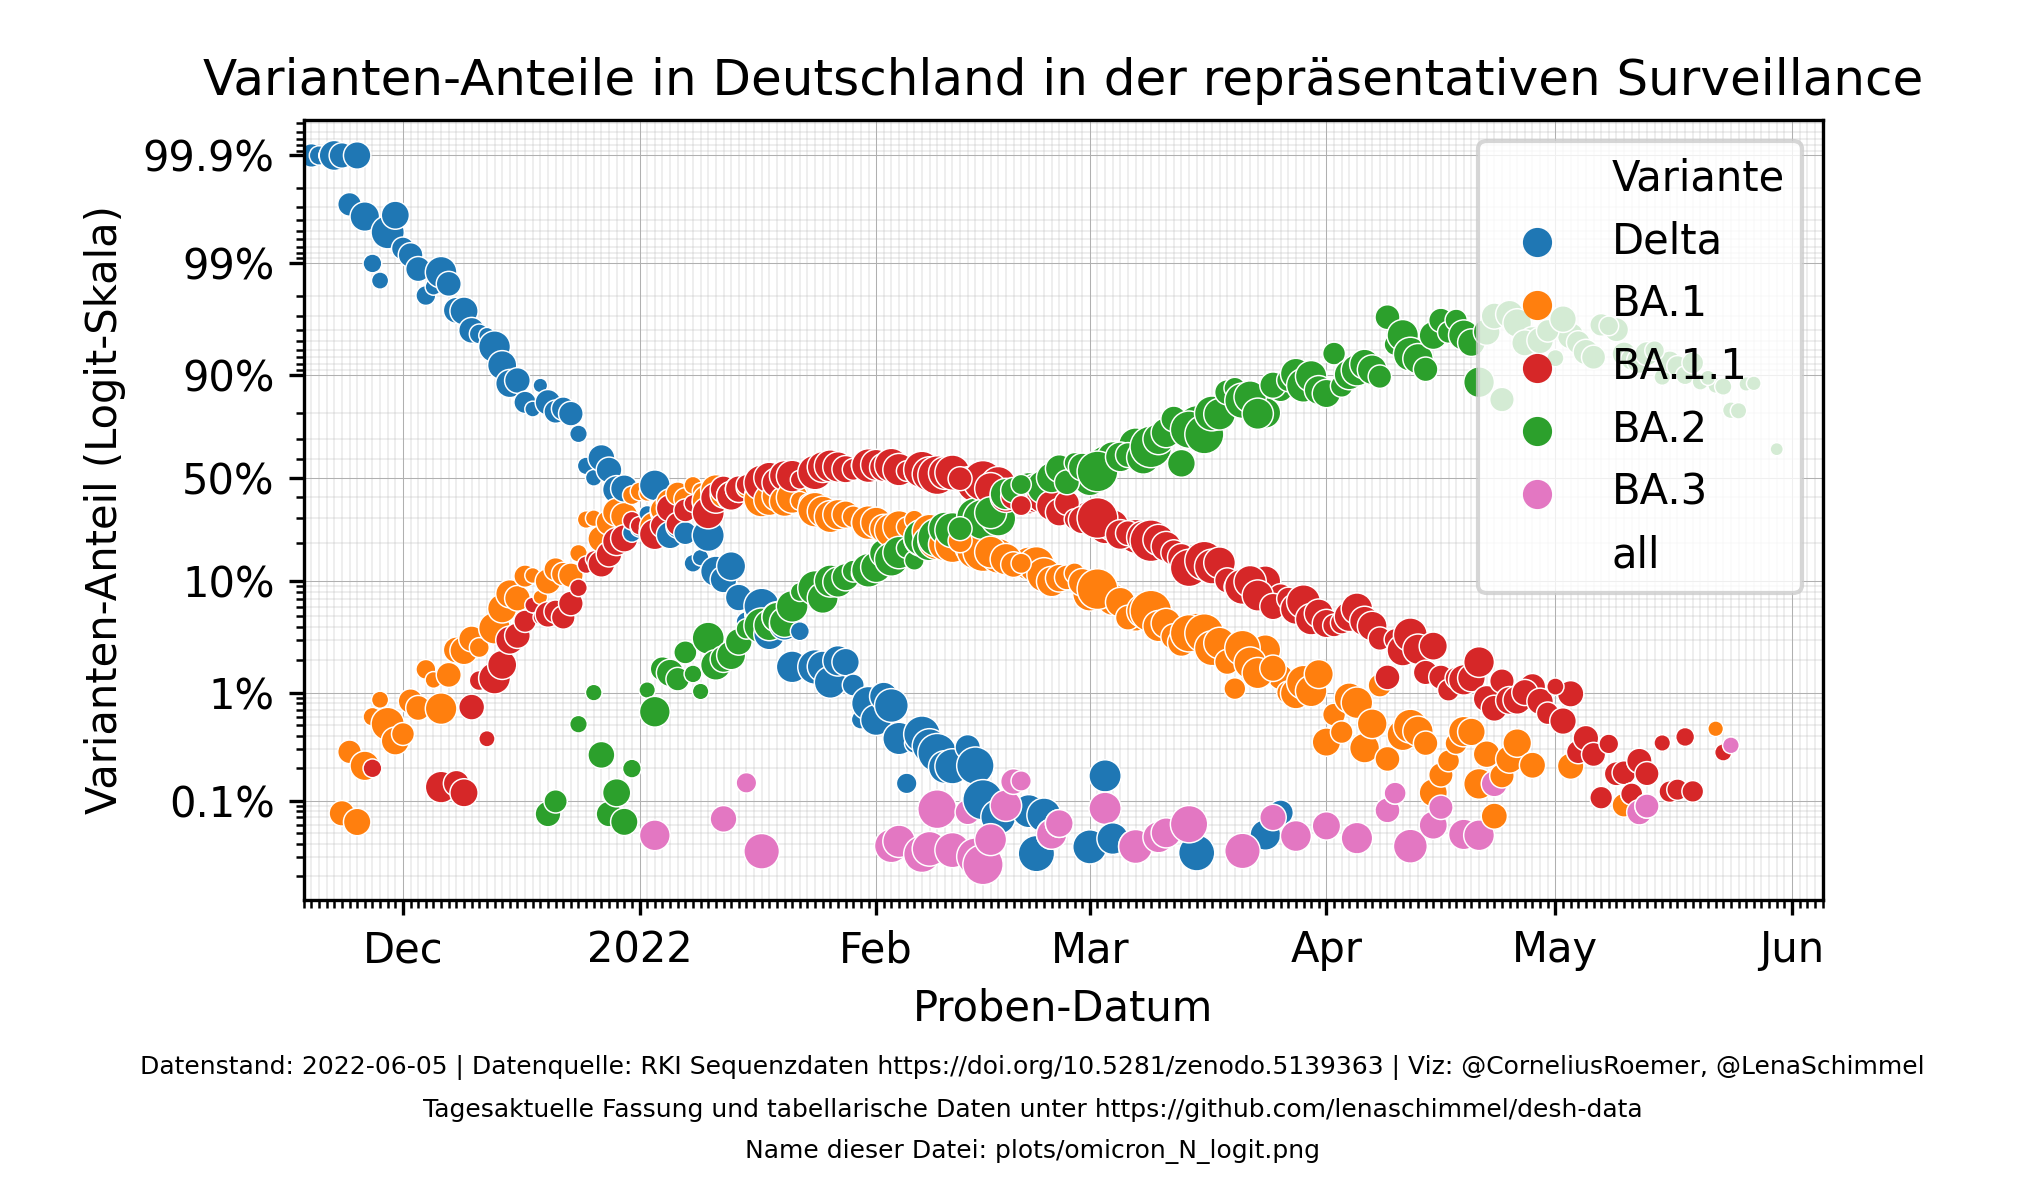 Varianten-Anteile in Deutschland in der repräsentativen Surveillance
Varianten-Anteil (Logit-Skala)
99.9%
99%
90%
50%
10%
1%
0.1%
Variante
Delta
BA.1
BA.1.1
BA.2
BA.3
all
Dec
2022
Feb
Mar
Apr
May
Jun
Proben-Datum
Datenstand: 2022-06-05 | Datenquelle: RKI Sequenzdaten https://doi.org/10.5281/zenodo.5139363 | Viz: @CorneliusRoemer, @LenaSchimmel
Tagesaktuelle Fassung und tabellarische Daten unter https://github.com/lenaschimmel/desh-data
Name dieser Datei: plots/omicron_N_logit.png